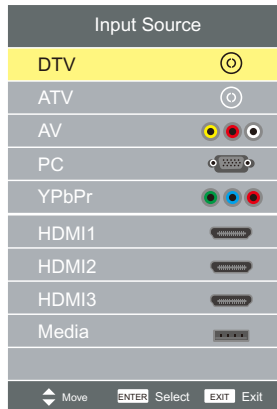 Input Source
DTV
ATV
AV
PC
YPbPr
HDMI1
HDMI2
HDMI3
Media
Move ENTER Select EXIT Exit